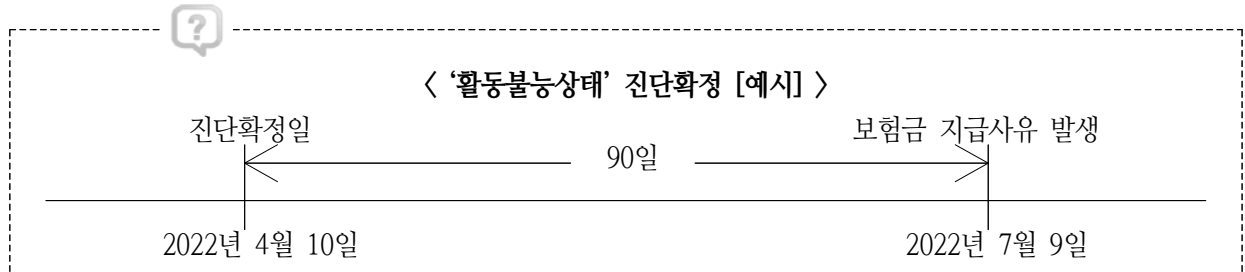 ?
〈 ‘활동불능상태’ 진단확정 [예시] 〉
진단확정일 보험금 지급사유 발생
90일
2022년 4월 10일 2022년 7월 9일